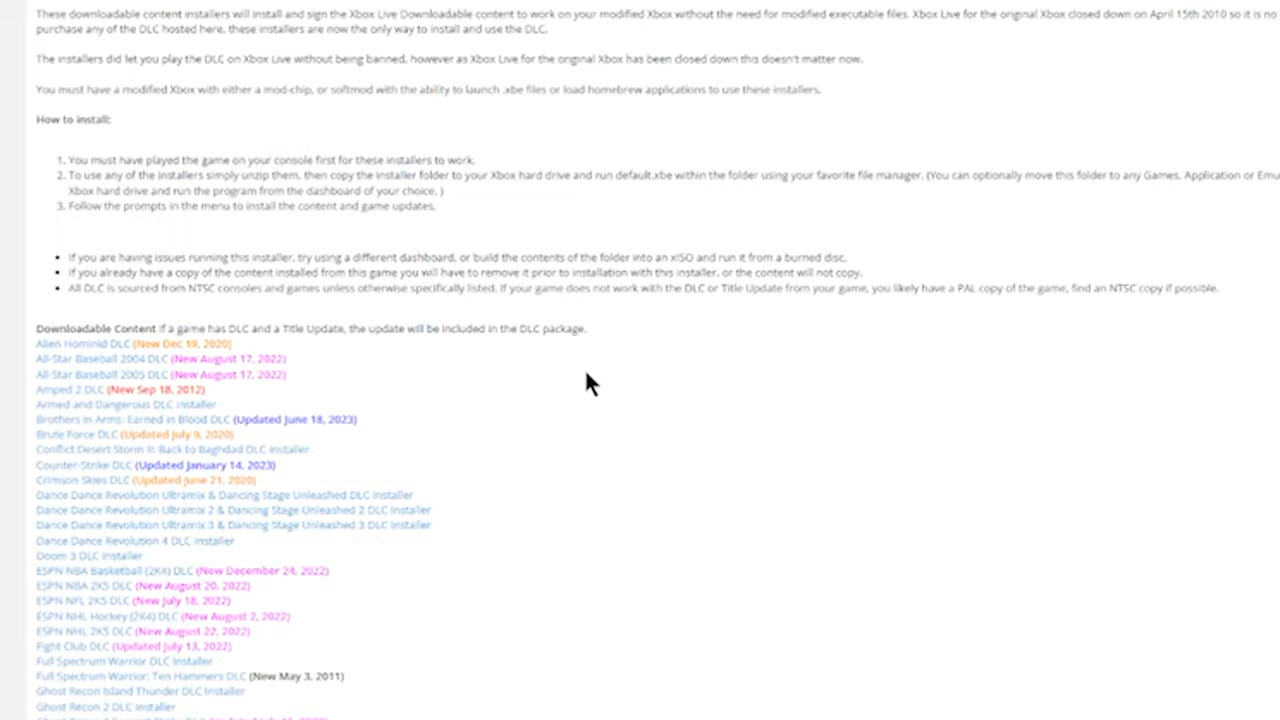 These downloadable content installers will install and sign the Xbox Live Downloadable content to work on your modified Xbox without the need for modified executable files. Xbox Live for the original Xbox closed down on April 15th 2010 so it is no
purchase any of the DLC hosted here, these installers are now the only way to install and use the DLC.
The installers did let you play the DLC on Xbox Live without being banned, however as Xbox Live for the original Xbox has been closed down this doesn't matter now.
You must have a modified Xbox with either a mod-chip, or softmod with the ability to launch .xbe files or load homebrew applications to use these installers.
How to install:
1. You must have played the game on your console first for these installers to work.
2. To use any of the installers simply unzip them, then copy the installer folder to your Xbox hard drive and run default.xbe within the folder using your favorite file manager. (You can optionally move this folder to any Games, Application or Emu
Xbox hard drive and run the program from the dashboard of your choice. )
3. Follow the prompts in the menu to install the content and game updates.
• If you are having issues running this installer, try using a different dashboard, or build the contents of the folder into an xISO and run it from a burned disc.
• If you already have a copy of the content installed from this game you will have to remove it prior to installation with this installer, or the content will not copy.
• All DLC is sourced from NTSC consoles and games unless otherwise specifically listed. If your game does not work with the DLC or Title Update from your game, you likely have a PAL copy of the game, find an NTSC copy if possible.
Downloadable Content If a game has DLC and a Title Update, the update will be included in the DLC package.
Alien Hominid DLC (New Dec 19, 2020)
All-Star Baseball 2004 DLC (New August 17, 2022)
All-Star Baseball 2005 DLC (New August 17, 2022)
Amped 2 DLC (New Sep 18, 2012)
Armed and Dangerous DLC Installer
Brothers in Arms: Earned in Blood DLC (Updated June 18, 2023)
Brute Force DLC (Updated July 9, 2020)
Conflict Desert Storm II: Back to Baghdad DLC Installer
Counter-Strike DLC (Updated January 14, 2023)
Crimson Skies DLC (Updated June 21, 2020)
Dance Dance Revolution Ultramix & Dancing Stage Unleashed DLC Installer
Dance Dance Revolution Ultramix 2 & Dancing Stage Unleashed 2 DLC Installer
Dance Dance Revolution Ultramix 3 & Dancing Stage Unleashed 3 DLC Installer
Dance Dance Revolution 4 DLC Installer
Doom 3 DLC Installer
ESPN NBA Basketball (2K4) DLC (New December 24, 2022)
ESPN NBA 2K5 DLC (New August 20, 2022)
ESPN NFL 2K5 DLC (New July 18, 2022)
ESPN NHL Hockey (2K4) DLC (New August 2, 2022)
ESPN NHL 2K5 DLC (New August 22, 2022)
Fight Club DLC (Updated July 13, 2022)
Full Spectrum Warrior DLC Installer
Full Spectrum Warrior: Ten Hammers DLC (New May 3, 2011)
Ghost Recon Island Thunder DLC Installer
Ghost Recon 2 DLC Installer